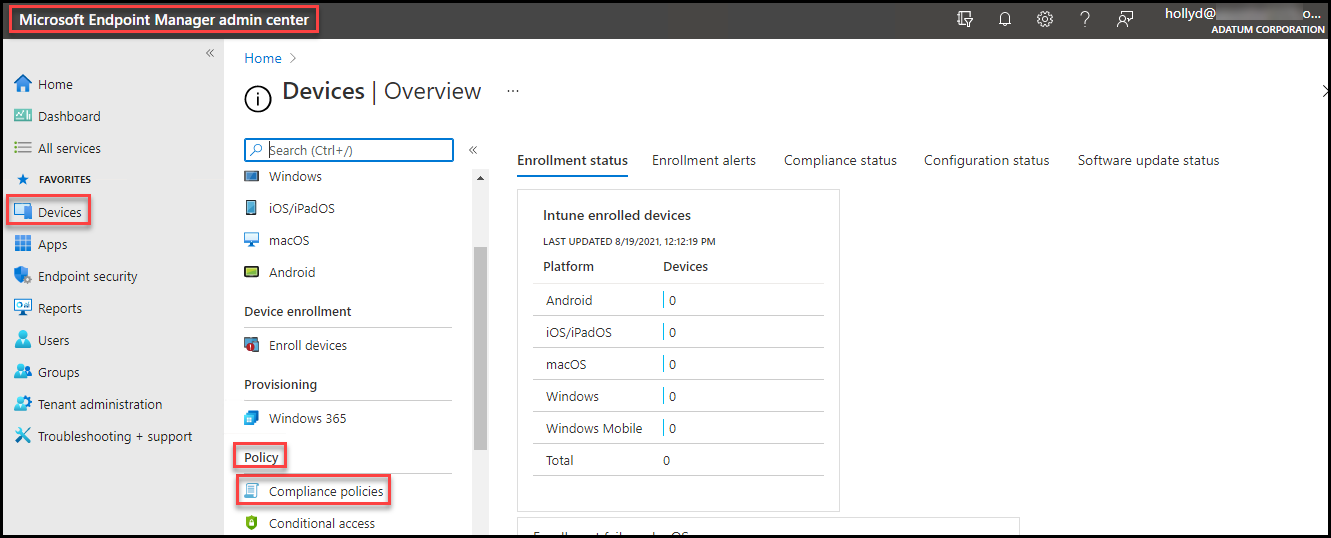 Microsoft Endpoint Manager admin center
hollyd@
o...
ADATUM CORPORATION
Home
Dashboard
All services
FAVORITES
Devices
Apps
Endpoint security
Reports
Users
Groups
Tenant administration
Troubleshooting + support
Home
Devices | Overview
...
Search (Ctrl+/)
Windows
iOS/iPadOS
macOS
Android
Device enrollment
Enroll devices
Provisioning
Windows 365
Policy
Compliance policies
Conditional access
Enrollment status Enrollment alerts Compliance status Configuration status Software update status
Intune enrolled devices
LAST UPDATED 8/19/2021, 12:12:19 PM
Platform Devices
Android 0
iOS/iPadOS 0
macOS 0
Windows 0
Windows Mobile 0
Total 0